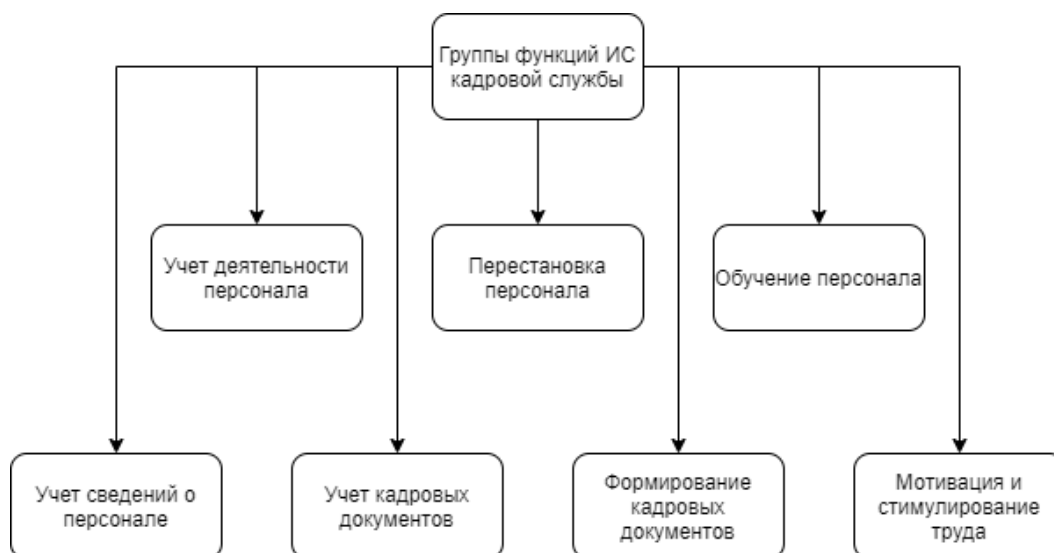 Группы функций ИС
кадровой службы
Учет деятельности
персонала
Перестановка
персонала
Обучение персонала
Учет сведений о
персонале
Учет кадровых
документов
Формирование
кадровых
документов
Мотивация и
стимулирование
труда